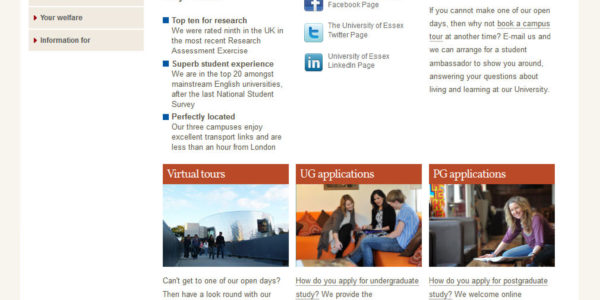 Your welfare
Information for
Top ten for research
We were rated ninth in the UK in
the most recent Research
Assessment Exercise
Superb student experience
We are in the top 20 amongst
mainstream English universities,
after the last National Student
Survey
Perfectly located
Our three campuses enjoy
excellent transport links and are
less than an hour from London
Facebook Page
The University of Essex
Twitter Page
University of Essex
LinkedIn Page
If you cannot make one of our open
days, then why not book a campus
tour at another time? E-mail us and
we can arrange for a student
ambassador to show you around,
answering your questions about
living and learning at our University.
Virtual tours
Can't get to one of our open days?
Then have a look round with our
UG applications
How do you apply for undergraduate
study? We provide the
PG applications
How do you apply for postgraduate
study? We welcome online